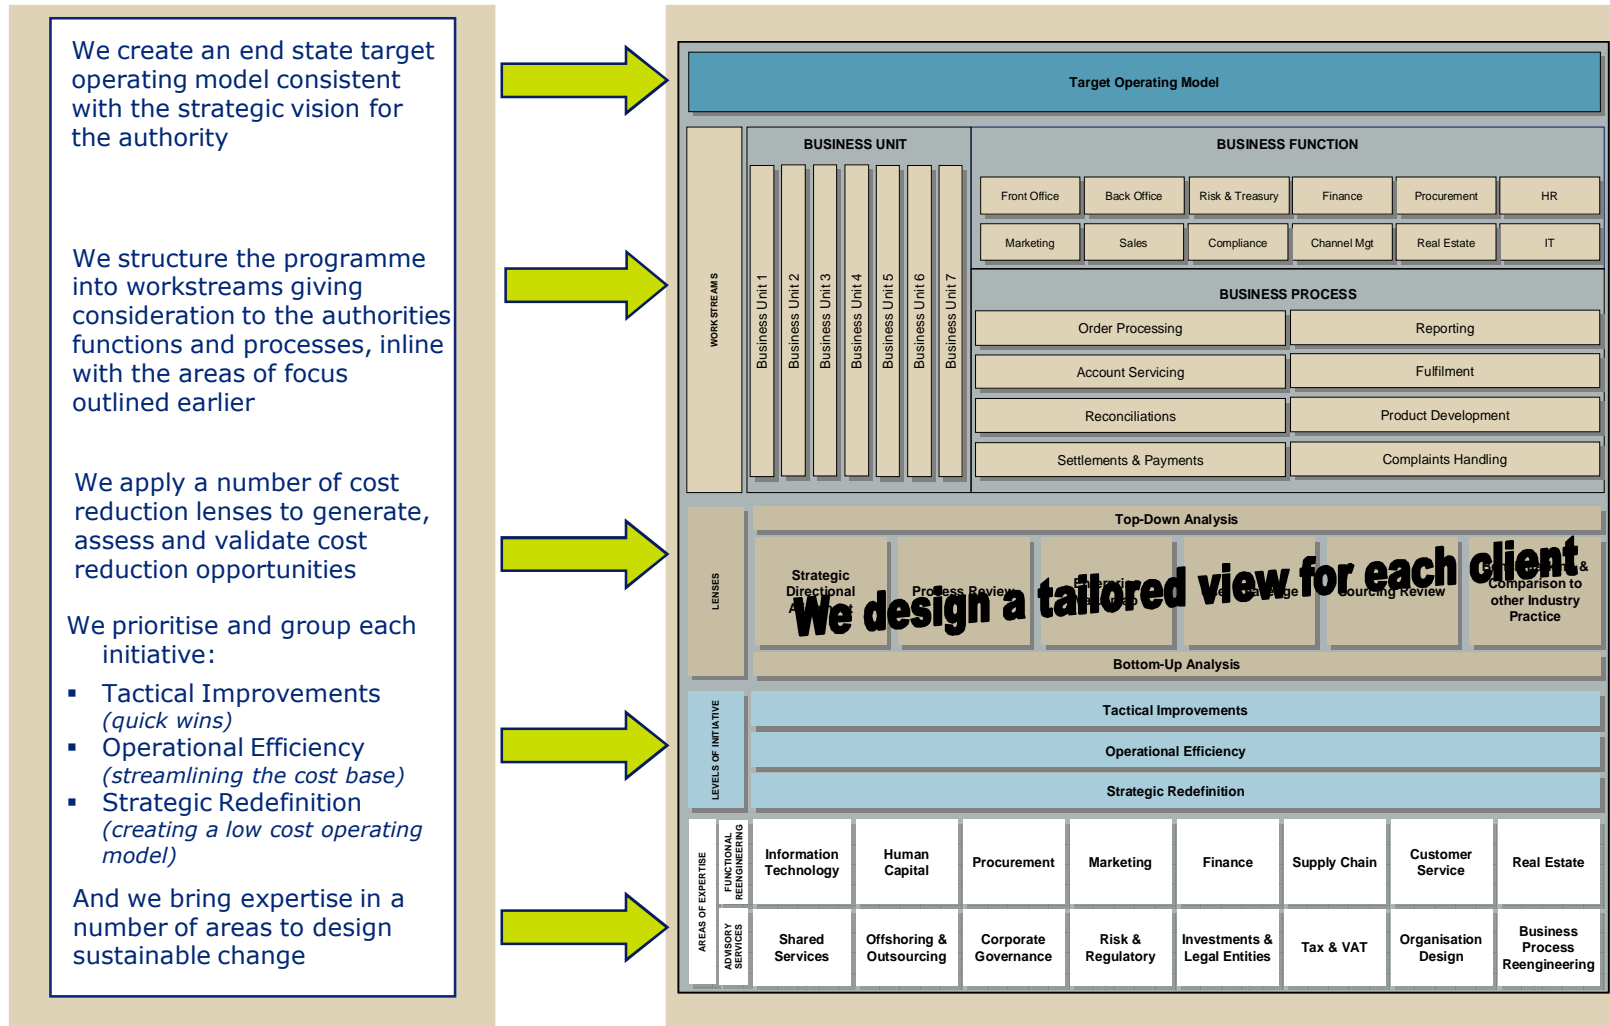 We create an end state target
operating model consistent
with the strategic vision for
the authority
We structure the programme
into workstreams giving
consideration to the authorities
functions and processes, inline
with the areas of focus
outlined earlier
We apply a number of cost
reduction lenses to generate,
assess and validate cost
reduction opportunities
We prioritise and group each
initiative:
▪ Tactical Improvements
(quick wins)
▪ Operational Efficiency
(streamlining the cost base)
▪ Strategic Redefinition
(creating a low cost operating
model)
And we bring expertise in a
number of areas to design
sustainable change
Target Operating Model
WORKSTREAMS
BUSINESS UNIT
Business Unit 1
Business Unit 2
Business Unit 3
Business Unit 4
Business Unit 5
Business Unit 6
Business Unit 7
BUSINESS FUNCTION
Front Office
Back Office
Risk & Treasury
Finance
Procurement
HR
Marketing
Sales
Compliance
Channel Mgt
Real Estate
IT
BUSINESS PROCESS
Order Processing
Reporting
Account Servicing
Fulfilment
Reconciliations
Product Development
Settlements & Payments
Complaints Handling
LENSES
Top-Down Analysis
Strategic
Directional
Process Review
Sourcing Review
&
Comparison to
other Industry
Practice
We design a tailored view for each client
Bottom-Up Analysis
LEVELS OF INITIATIVE
Tactical Improvements
Operational Efficiency
Strategic Redefinition
AREAS OF EXPERTISE
FUNCTIONAL
REENGINEERING
Information
Technology
Human
Capital
Procurement
Marketing
Finance
Supply Chain
Customer
Service
Real Estate
ADVISORY
SERVICES
Shared
Services
Offshoring &
Outsourcing
Corporate
Governance
Risk &
Regulatory
Investments &
Legal Entities
Tax & VAT
Organisation
Design
Business
Process
Reengineering